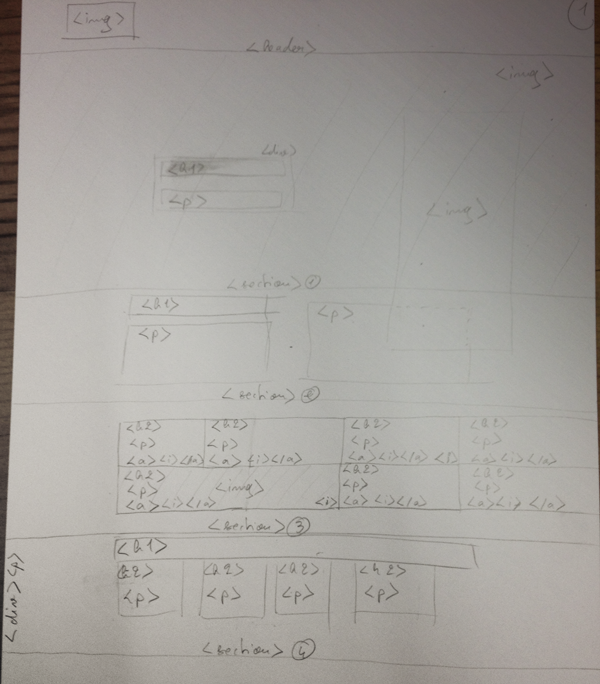 <img> 1
<header>
<img>
<div>
<h1>
<p>
<img>
<section> 1
<h1>
<p> <p>
<section> 2
<h2> <h2> <h2> <h2>
<p> <p> <p> <p>
<a><i></a> <a><i></a> <a><i></a> <a><i></a>
<h2> <h2> <h2>
<p> <img> <p> <p>
<a><i></a> <i> <a><i></a> <a><i></a>
<section> 3
<h1>
<h2> <h2> <h2> <h2>
<p> <p> <p> <p>
<section> 4
<div> <p>